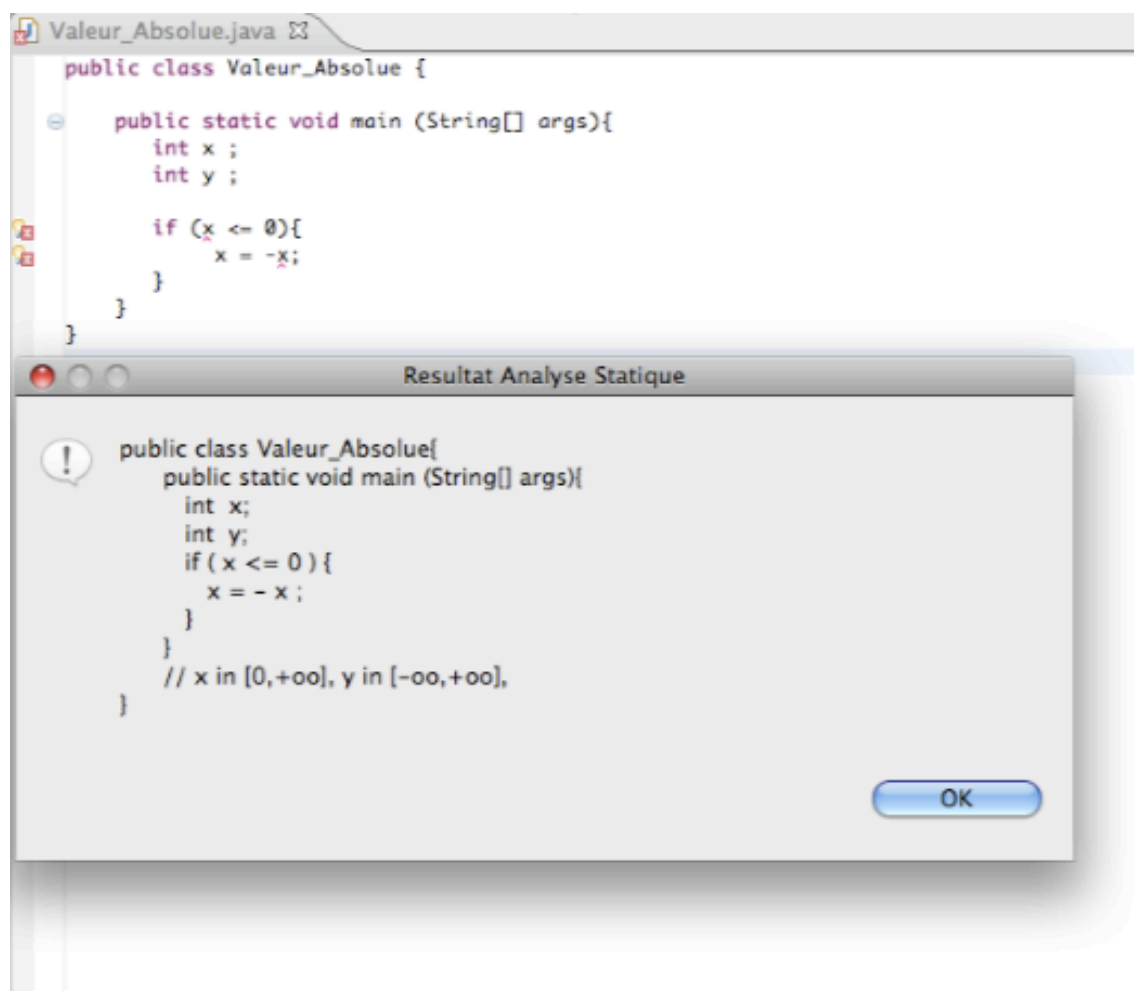 Valeur_Absolue.java
public class Valeur_Absolue {
public static void main (String[] args){
int x ;
int y ;
if (x <= 0){
x = -x;
}
}
}
Resultat Analyse Statique
public class Valeur_Absolue{
public static void main (String[] args){
int x;
int y;
if ( x <= 0 ) {
x = - x ;
}
}
// x in [0,+oo], y in [-oo,+oo],
}
OK